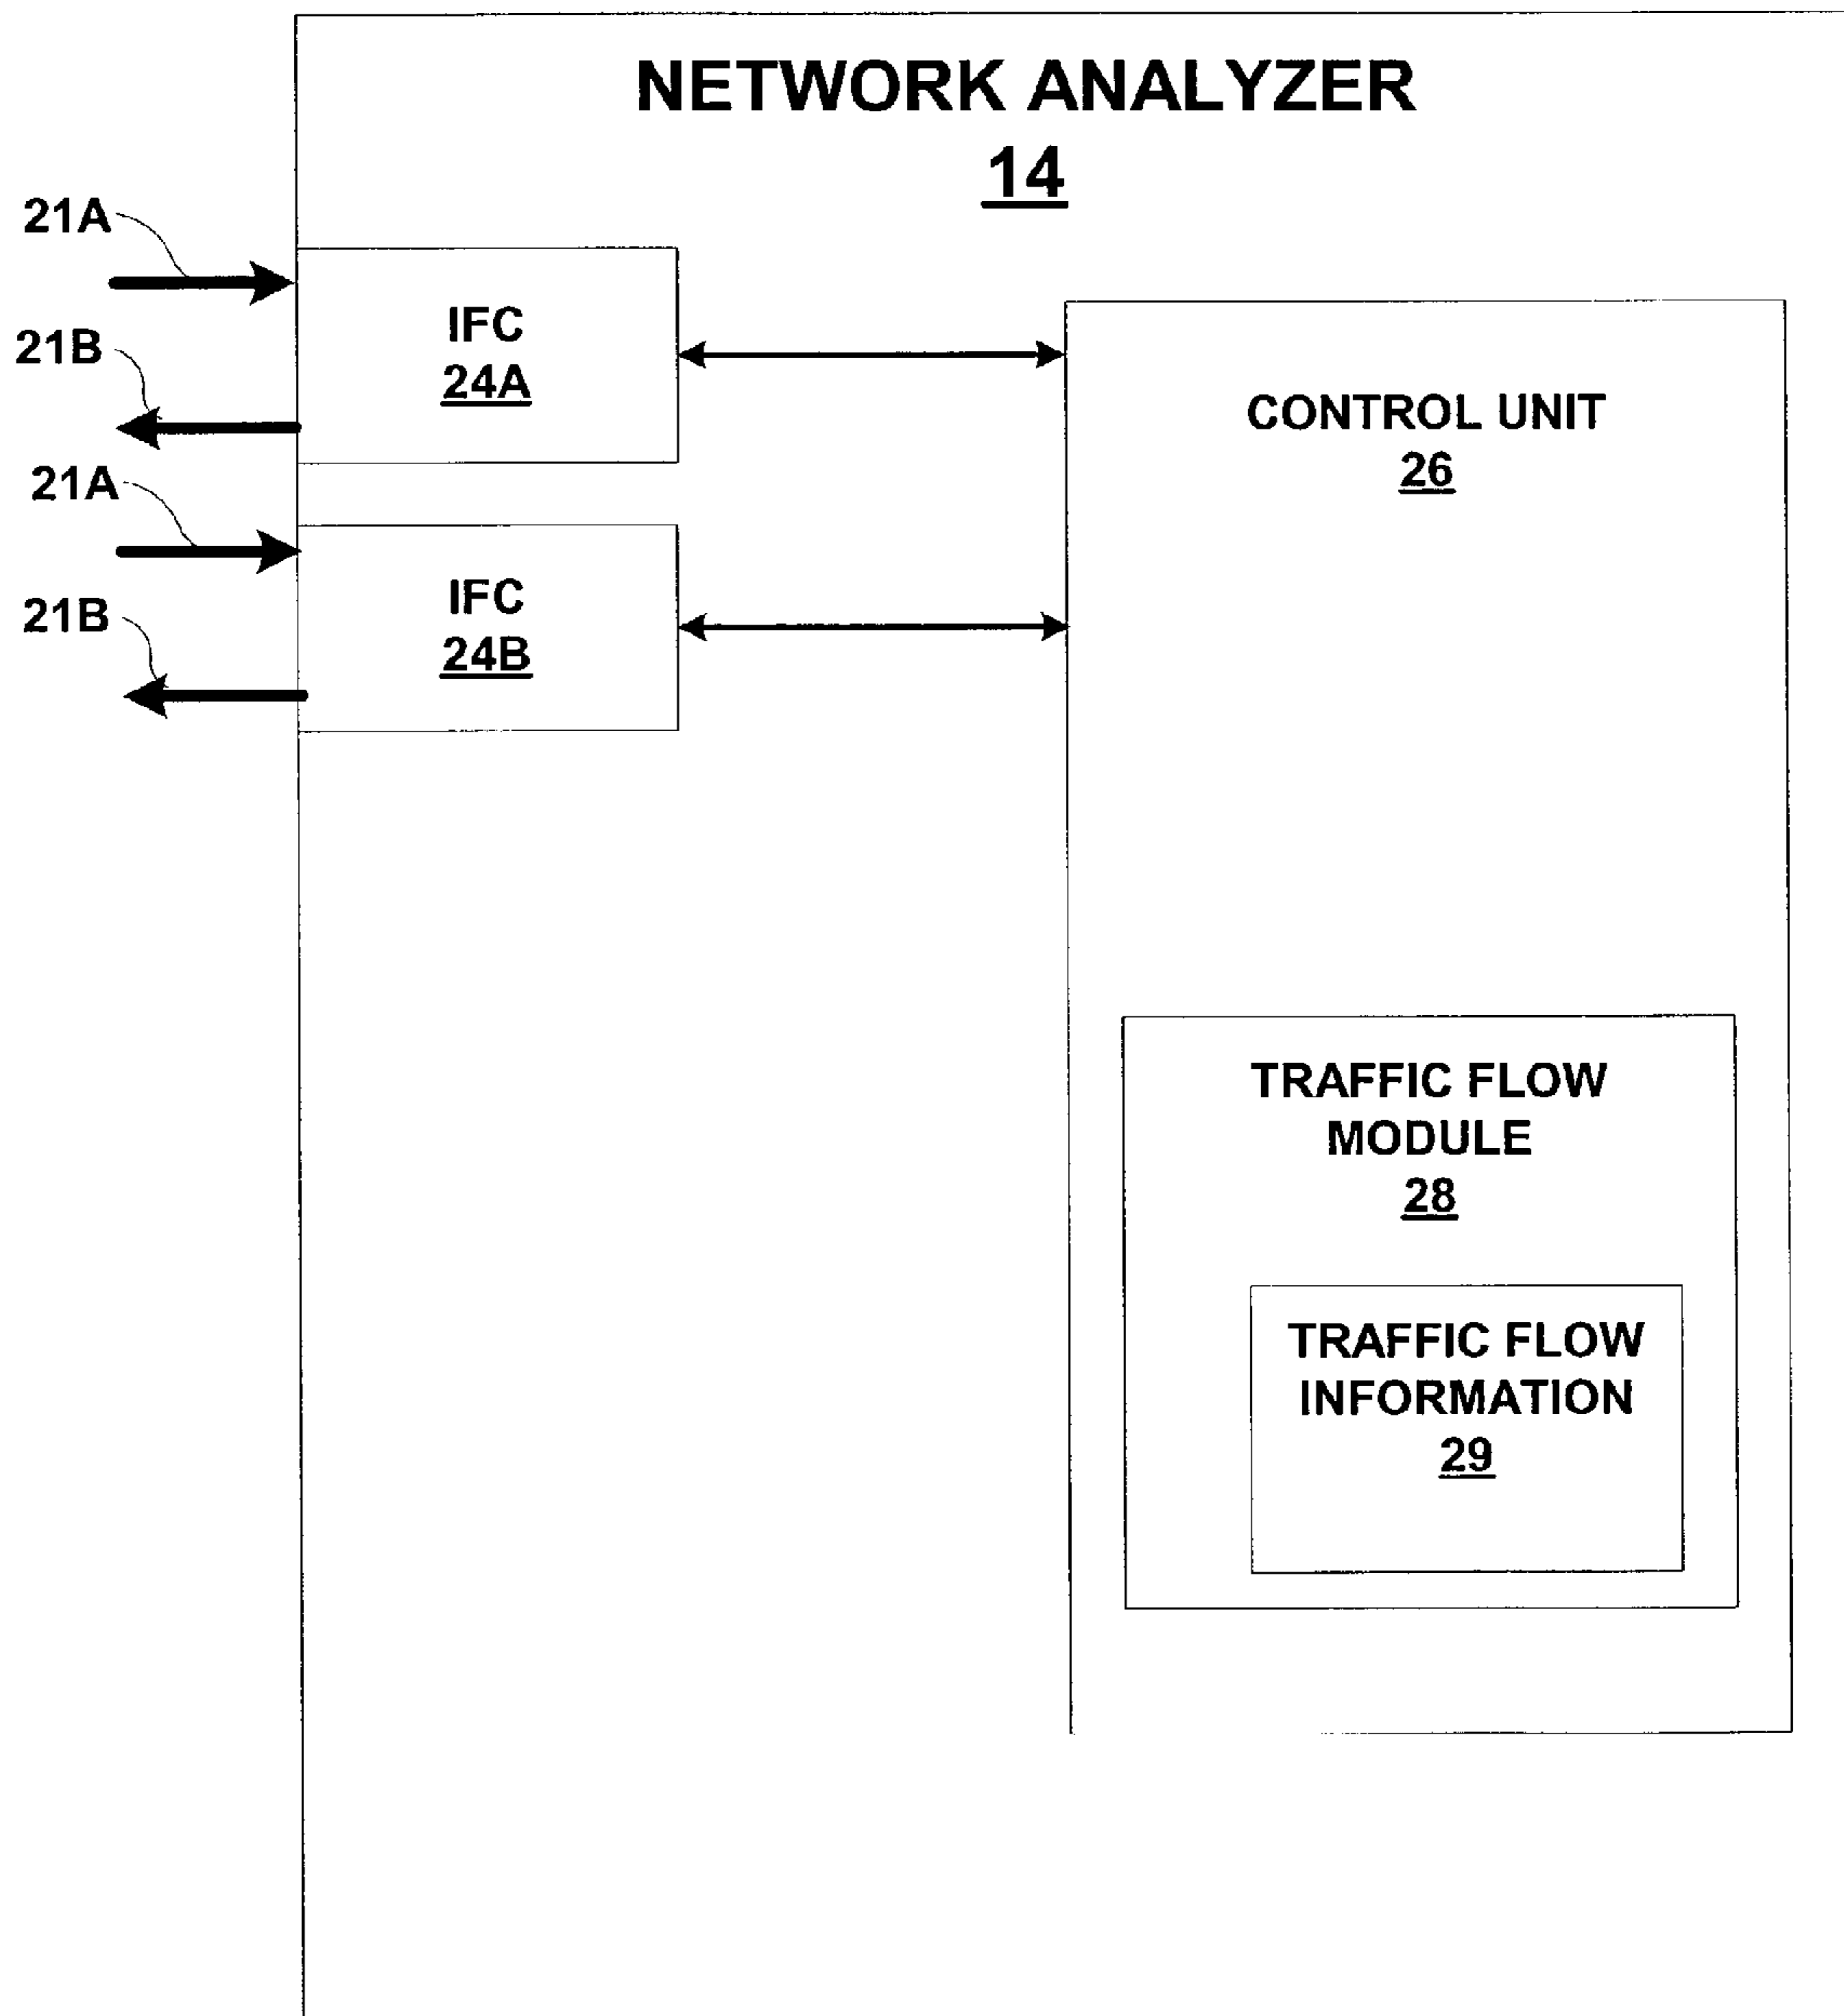 NETWORK ANALYZER
14
21A
IFC
24A
21B
CONTROL UNIT
26
21A
IFC
24B
21B
TRAFFIC FLOW
MODULE
28
TRAFFIC FLOW
INFORMATION
29